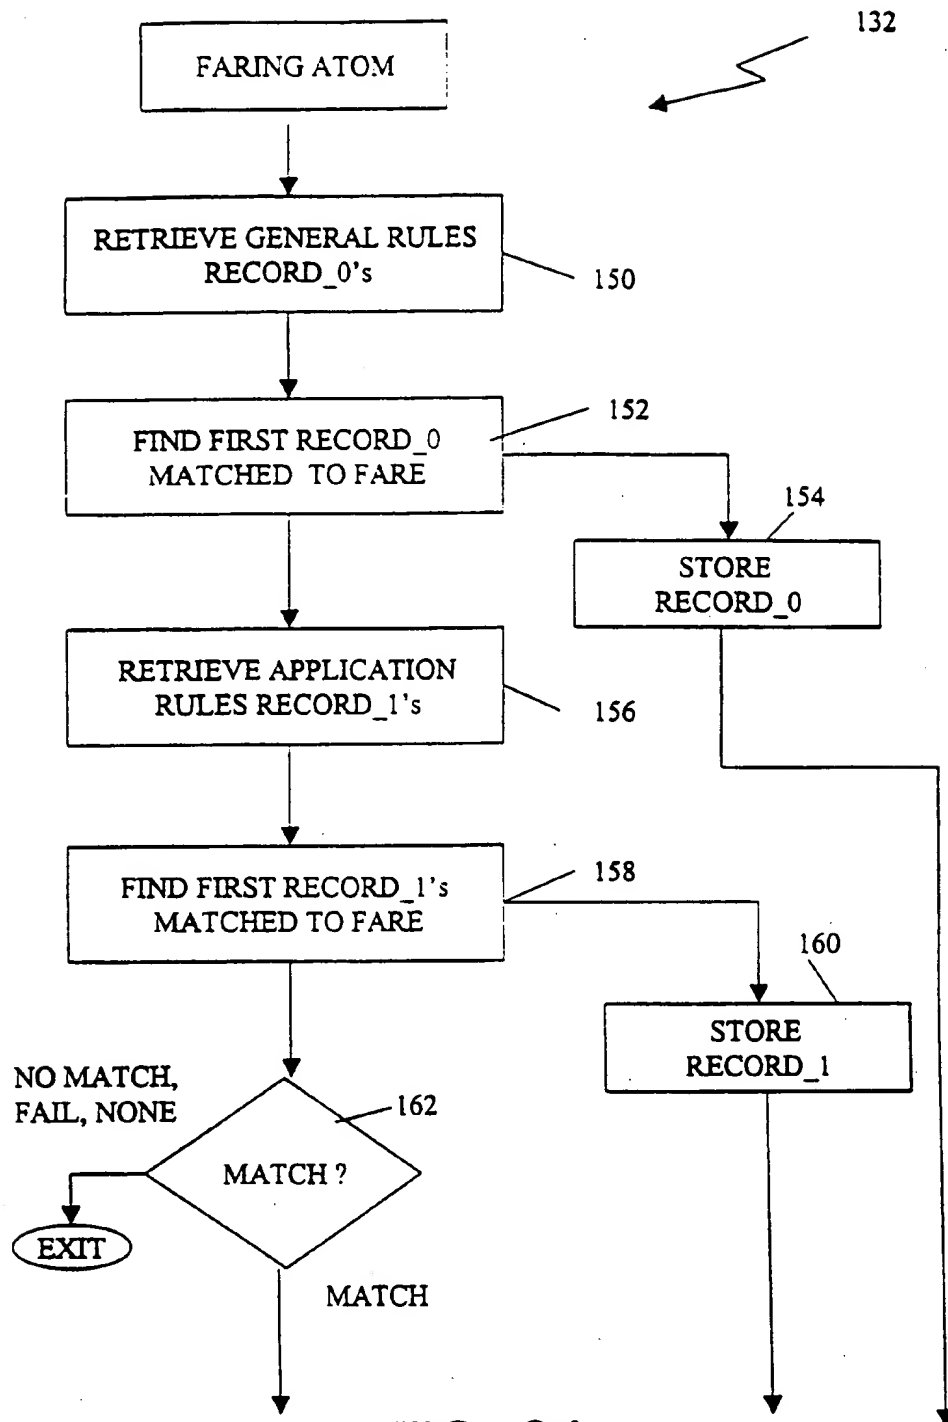 132
FARING ATOM
RETRIEVE GENERAL RULES
RECORD_0's
150
152
FIND FIRST RECORD_0
MATCHED TO FARE
154
STORE
RECORD_0
RETRIEVE APPLICATION
RULES RECORD_1's
156
158
FIND FIRST RECORD_1's
MATCHED TO FARE
160
STORE
RECORD_1
NO MATCH,
FAIL, NONE
162
MATCH ?
EXIT
MATCH